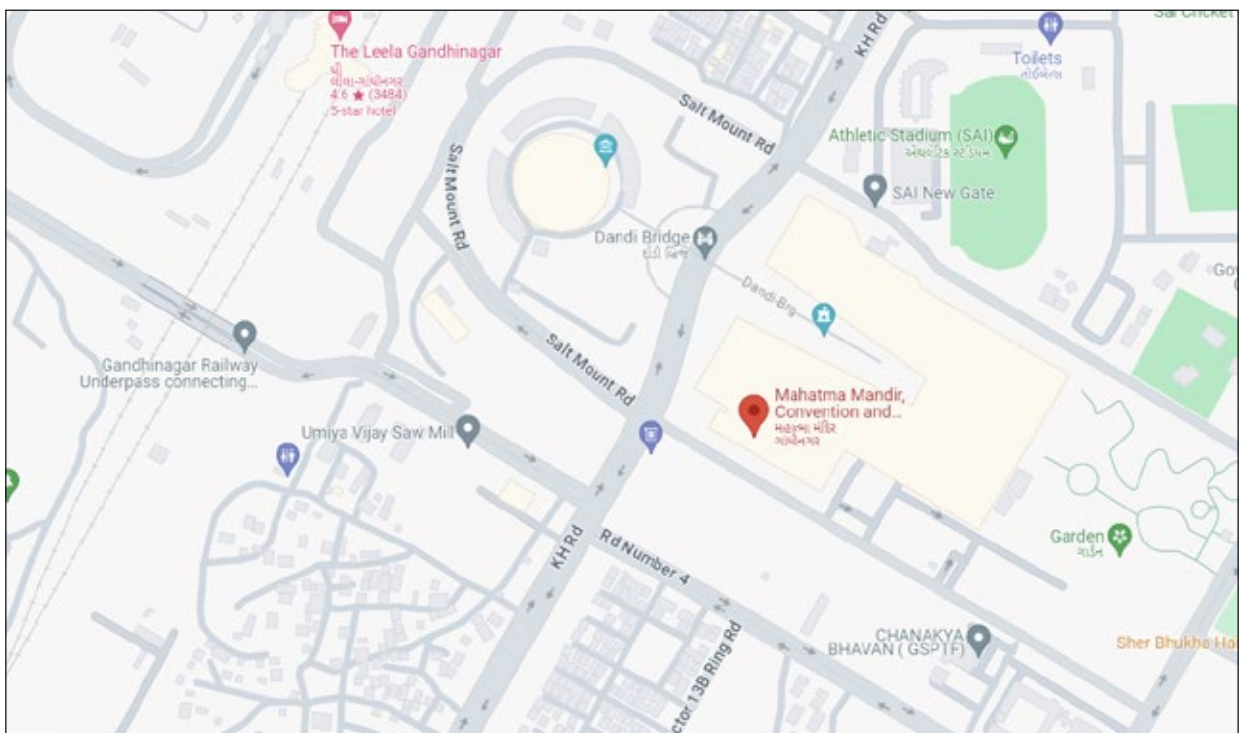 Sai Cricket
KH Rd
Toilets
The Leela Gandhinagar
4.6 ★ (3484)
5-star hotel
Salt Mount Rd
Athletic Stadium (SAI)
Salt Mount Rd
SAI New Gate
Dandi Bridge
દાંડી બ્રિજ
Dandi Brg
Salt Mount Rd
Gandhinagar Railway
Underpass connecting...
Mahatma Mandir,
Convention and...
મહાત્મા મંદિર
ગાંધીનગર
Umiya Vijay Saw Mill
KH Rd
Rd Number 4
Garden
ગાર્ડન
CHANAKYA
BHAVAN ( GSPTF)
Sher Bhukha
ctor 13B Ring Rd